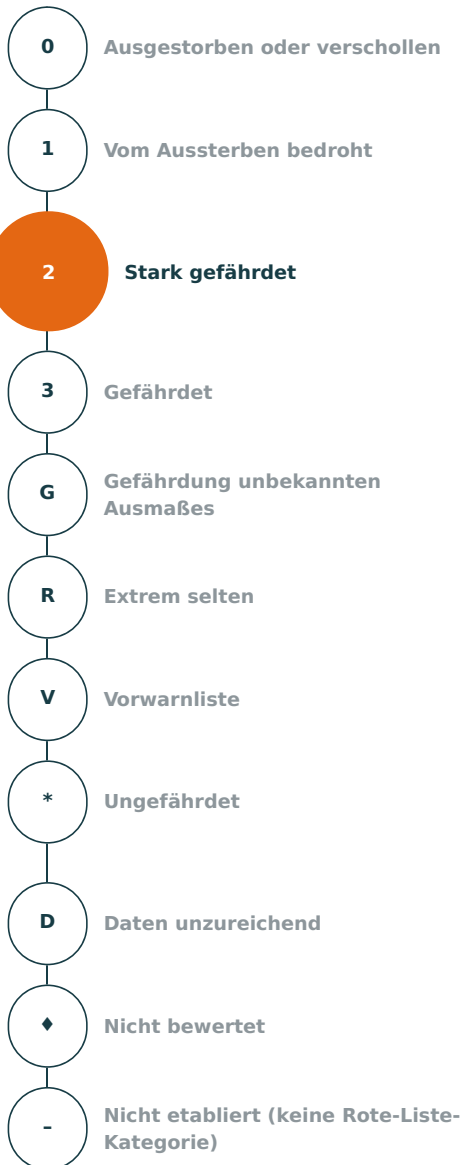 0 Ausgestorben oder verschollen
1 Vom Aussterben bedroht
2 Stark gefährdet
3 Gefährdet
G Gefährdung unbekannten
Ausmaßes
R Extrem selten
V Vorwarnliste
* Ungefährdet
D Daten unzureichend
♦ Nicht bewertet
– Nicht etabliert (keine Rote-Liste-
Kategorie)